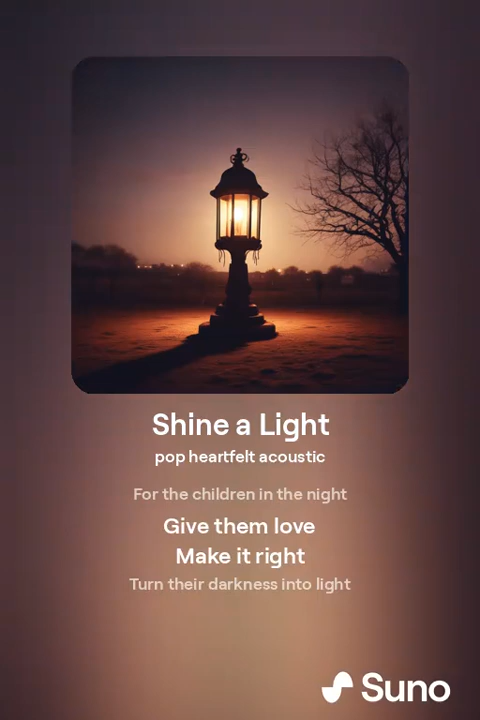 Shine a Light
pop heartfelt acoustic
For the children in the night
Give them love
Make it right
Turn their darkness into light
Suno